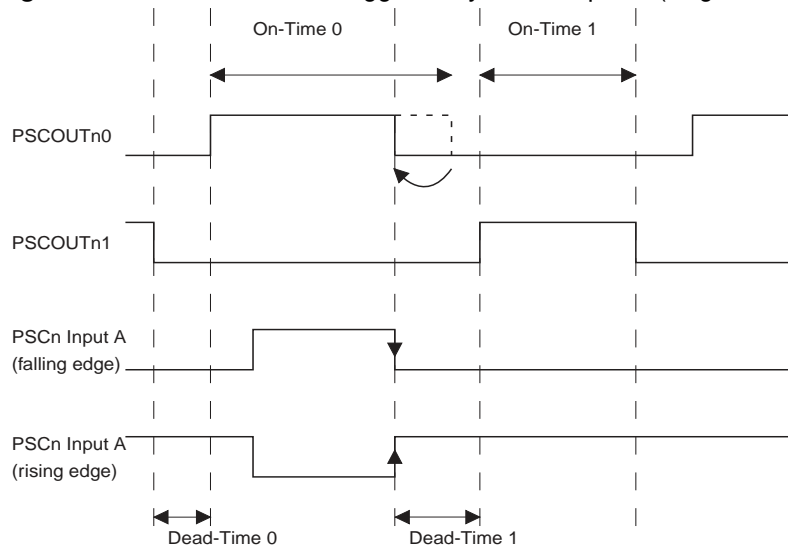 On-Time 0
On-Time 1
PSCOUTn0
PSCOUTn1
PSCn Input A
(falling edge)
PSCn Input A
(rising edge)
Dead-Time 0
Dead-Time 1